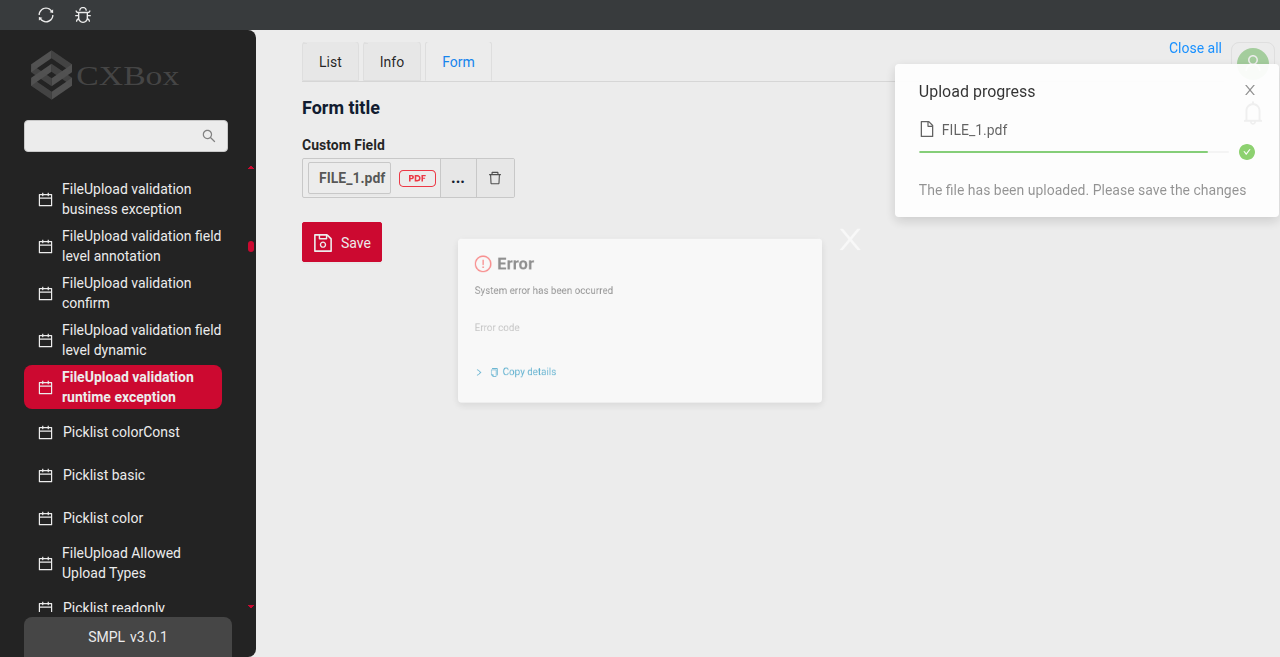 CXBox
FileUpload validation
business exception
FileUpload validation field
level annotation
FileUpload validation
confirm
FileUpload validation field
level dynamic
FileUpload validation
runtime exception
Picklist colorConst
Picklist basic
Picklist color
FileUpload Allowed
Upload Types
Picklist readonly
SMPL v3.0.1
List Info Form
Form title
Custom Field
FILE_1.pdf PDF ...
Save
Error
System error has been occurred
Error code
Copy details
Close all
Upload progress
FILE_1.pdf
The file has been uploaded. Please save the changes